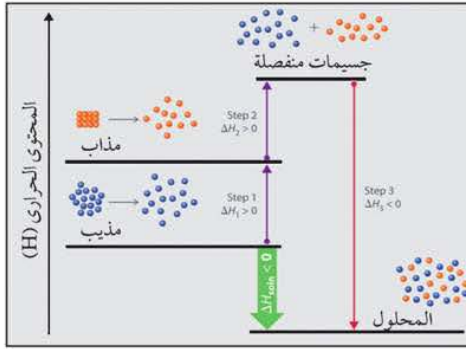 +
جسيمات منفصلة
Step 2
ΔH₂ > 0
مذاب
Step 3
ΔH₃ < 0
Step 1
ΔH₁ > 0
مذيب
المحتوى الحرارى (H)
ΔHsoln < 0
المحلول